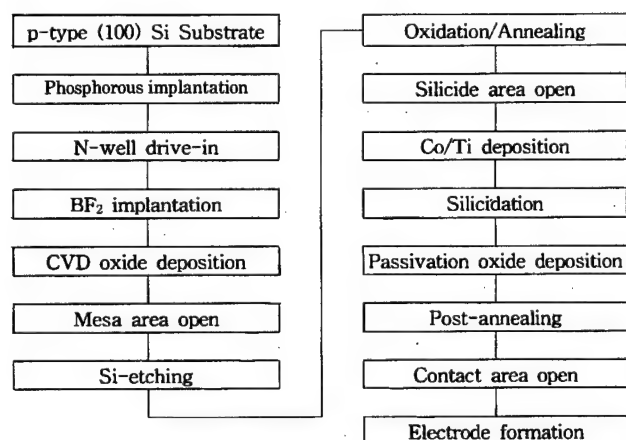 p-type (100) Si Substrate
Phosphorous implantation
N-well drive-in
BF₂ implantation
CVD oxide deposition
Mesa area open
Si-etching
Oxidation/Annealing
Silicide area open
Co/Ti deposition
Silicidation
Passivation oxide deposition
Post-annealing
Contact area open
Electrode formation